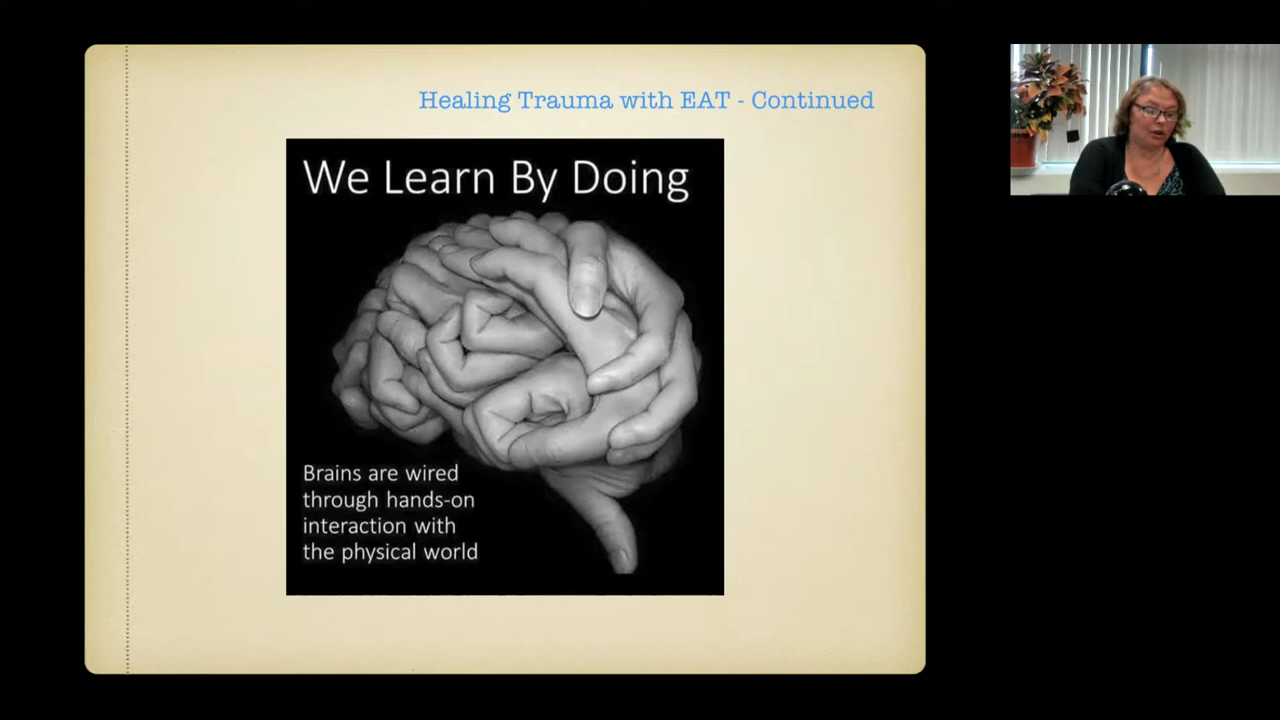 Healing Trauma with EAT - Continued
We Learn By Doing
Brains are wired
through hands-on
interaction with
the physical world